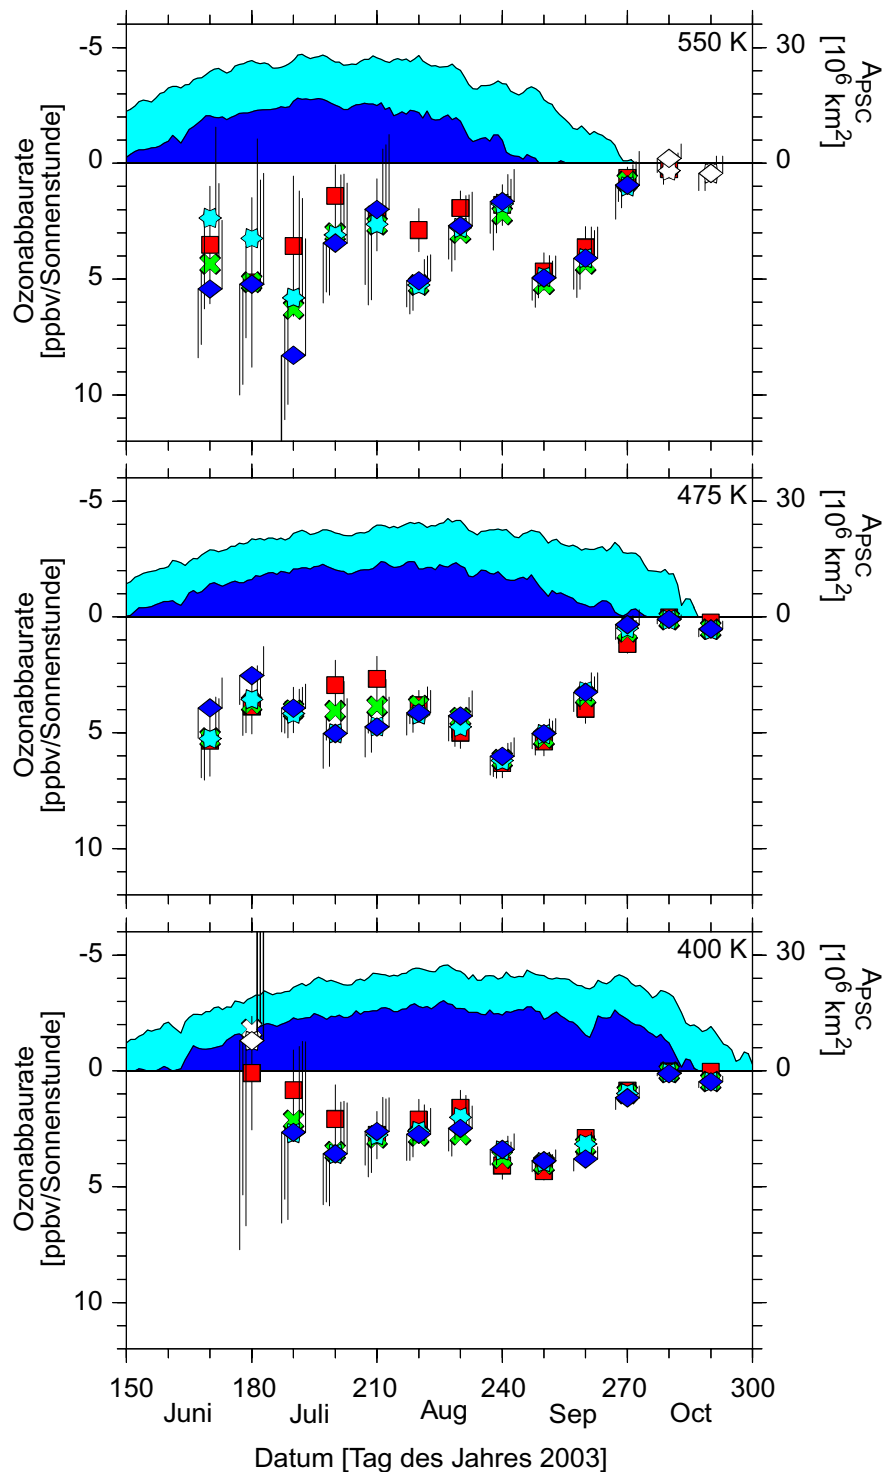 -5
550 K
30
A_PSC
[10^6 km^2]
0
0
Ozonabbaurate
[ppbv/Sonnenstunde]
5
10
-5
475 K
30
A_PSC
[10^6 km^2]
0
0
Ozonabbaurate
[ppbv/Sonnenstunde]
5
10
-5
400 K
30
A_PSC
[10^6 km^2]
0
0
Ozonabbaurate
[ppbv/Sonnenstunde]
5
10
150 180 210 240 270 300
Juni Juli Aug Sep Oct
Datum [Tag des Jahres 2003]